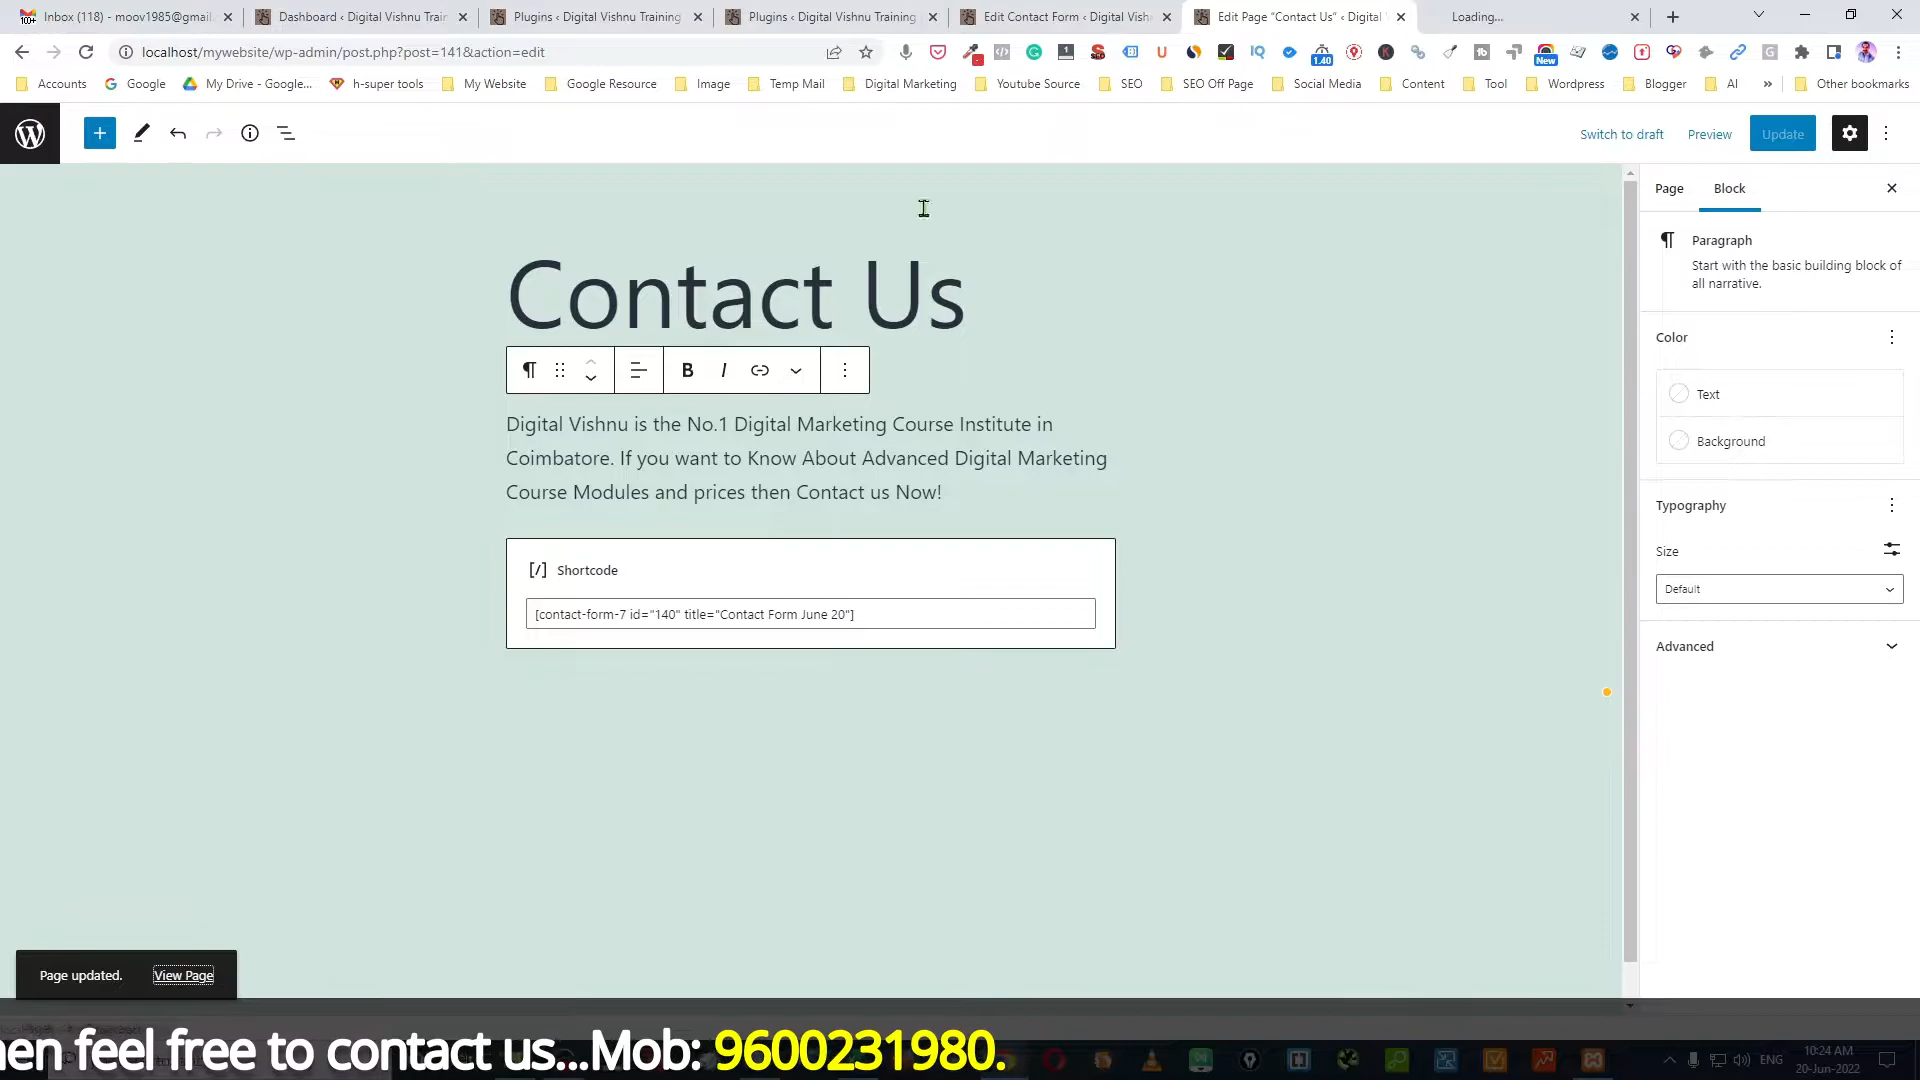 Inbox (118) - moov1985@gmail.
Dashboard ‹ Digital Vishnu Trair
Plugins ‹ Digital Vishnu Training
Plugins ‹ Digital Vishnu Training
Edit Contact Form ‹ Digital Vish
Edit Page "Contact Us" ‹ Digital
Loading...
localhost/mywebsite/wp-admin/post.php?post=141&action=edit
1.40
New
Accounts
Google
My Drive - Google...
h-super tools
My Website
Google Resource
Image
Temp Mail
Digital Marketing
Youtube Source
SEO
SEO Off Page
Social Media
Content
Tool
Wordpress
Blogger
AI
»
Other bookmarks
Switch to draft
Preview
Update
Page
Block
Paragraph
Start with the basic building block of
all narrative.
Color
Text
Background
Typography
Size
Default
Advanced
Contact Us
B I
Digital Vishnu is the No.1 Digital Marketing Course Institute in
Coimbatore. If you want to Know About Advanced Digital Marketing
Course Modules and prices then Contact us Now!
[/] Shortcode
[contact-form-7 id="140" title="Contact Form June 20"]
Page updated.
View Page
hen feel free to contact us...Mob: 9600231980.
ENG
10:24 AM
20-Jun-2022